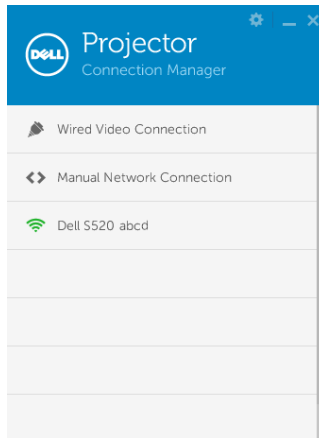 DELL
Projector
Connection Manager
Wired Video Connection
Manual Network Connection
Dell S520 abcd